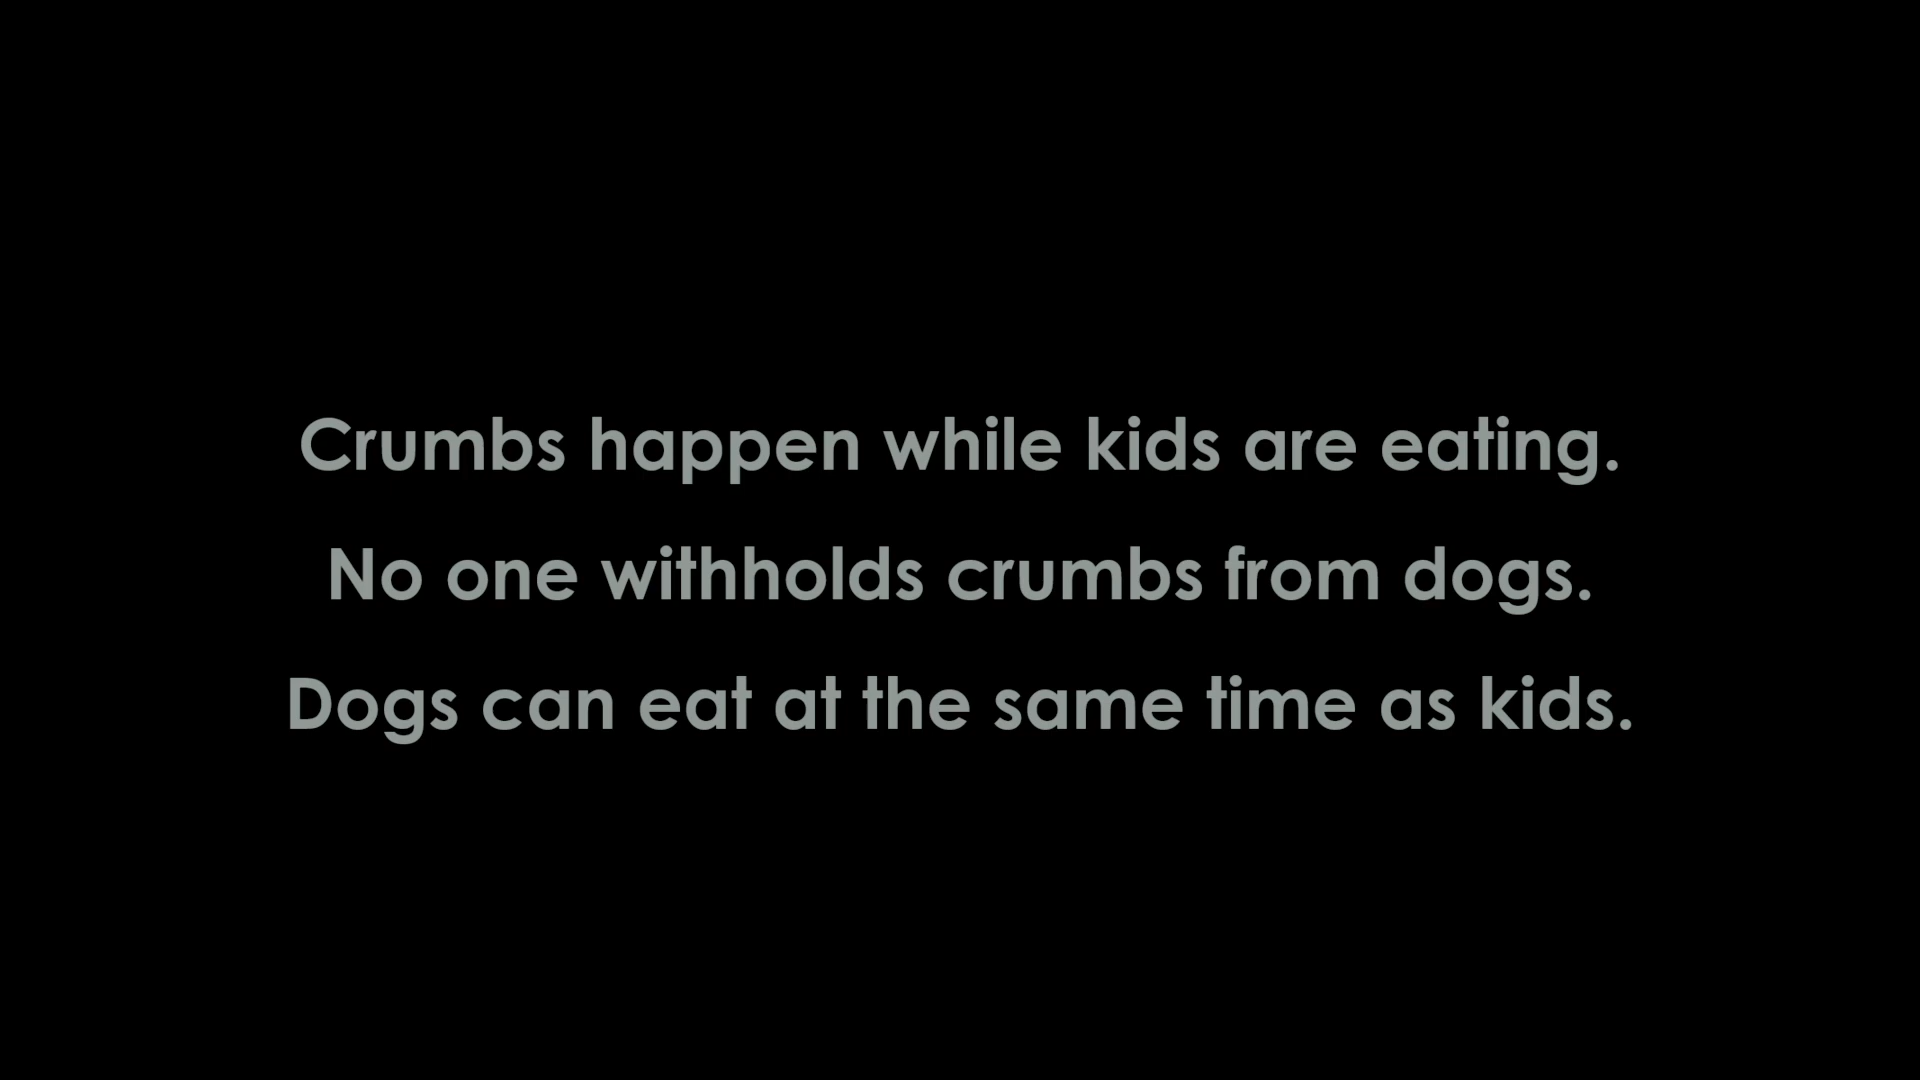 Crumbs happen while kids are eating.
No one withholds crumbs from dogs.
Dogs can eat at the same time as kids.